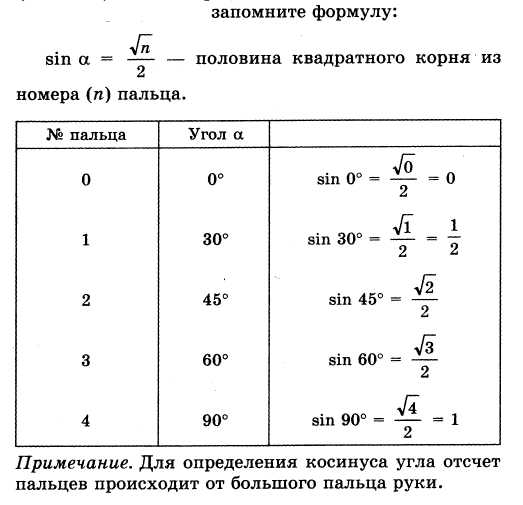 запомните формулу:
sin α = √n/2 — половина квадратного корня из
номера (n) пальца.
№ пальца Угол α
0 0° sin 0° = √0/2 = 0
1 30° sin 30° = √1/2 = 1/2
2 45° sin 45° = √2/2
3 60° sin 60° = √3/2
4 90° sin 90° = √4/2 = 1
Примечание. Для определения косинуса угла отсчет
пальцев происходит от большого пальца руки.